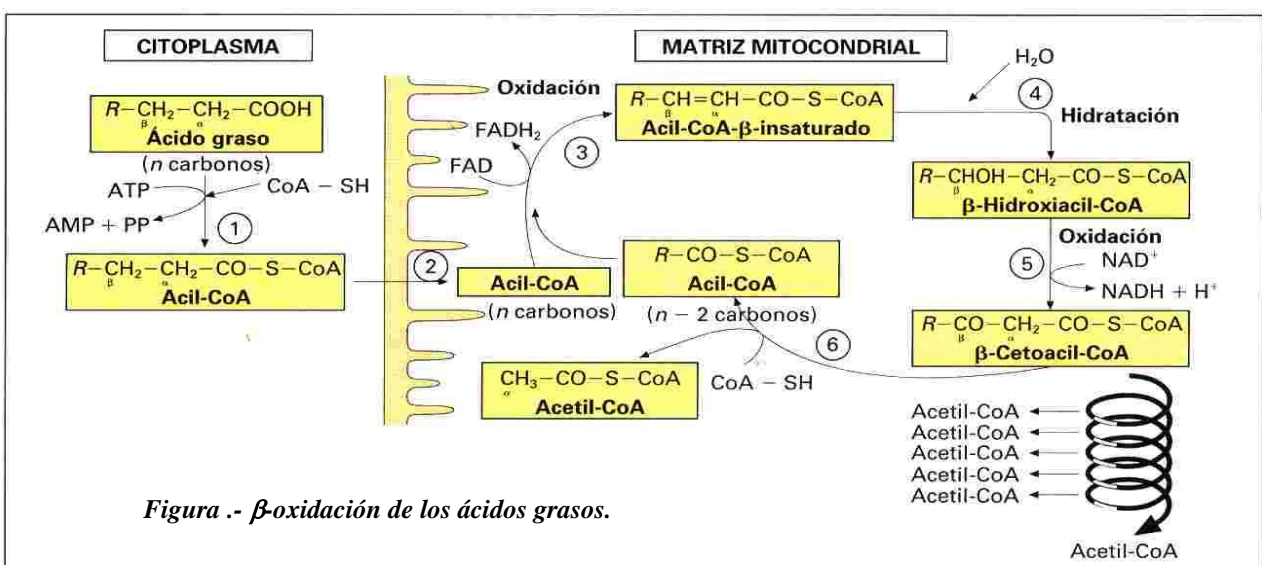 CITOPLASMA
MATRIZ MITOCONDRIAL
R–CH₂–CH₂–COOH
β α
Ácido graso
(n carbonos)
ATP
CoA – SH
AMP + PP
1
R–CH₂–CH₂–CO–S–CoA
β α
Acil-CoA
2
Oxidación
FADH₂
FAD
3
Acil-CoA
(n carbonos)
R–CH=CH–CO–S–CoA
β α
Acil-CoA-β-insaturado
H₂O
4
Hidratación
R–CHOH–CH₂–CO–S–CoA
β α
β-Hidroxiacil-CoA
Oxidación
5
NAD⁺
NADH + H⁺
R–CO–CH₂–CO–S–CoA
β α
β-Cetoacil-CoA
6
R–CO–S–CoA
Acil-CoA
(n – 2 carbonos)
CoA – SH
CH₃–CO–S–CoA
α
Acetil-CoA
Acetil-CoA
Acetil-CoA
Acetil-CoA
Acetil-CoA
Acetil-CoA
Acetil-CoA
Figura .- β-oxidación de los ácidos grasos.